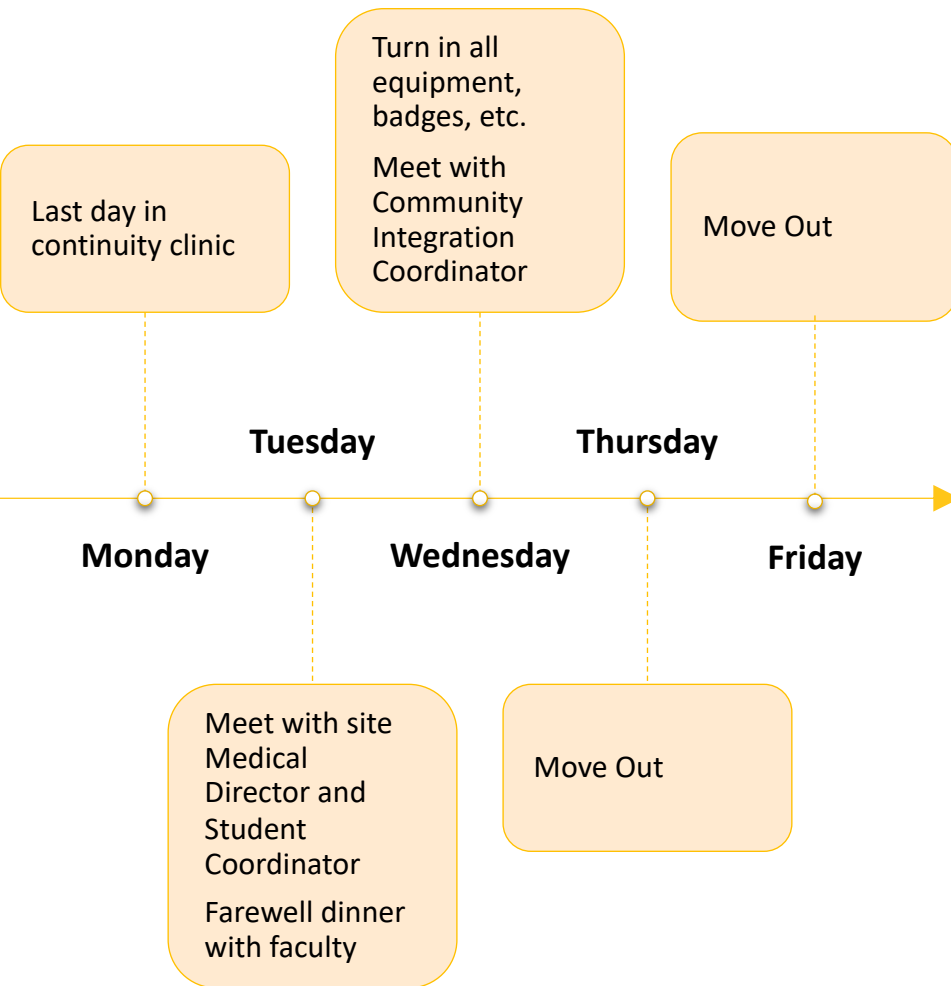 Turn in all
equipment,
badges, etc.
Meet with
Community
Integration
Coordinator
Last day in
continuity clinic
Move Out
Tuesday
Thursday
Monday
Wednesday
Friday
Meet with site
Medical
Director and
Student
Coordinator
Farewell dinner
with faculty
Move Out